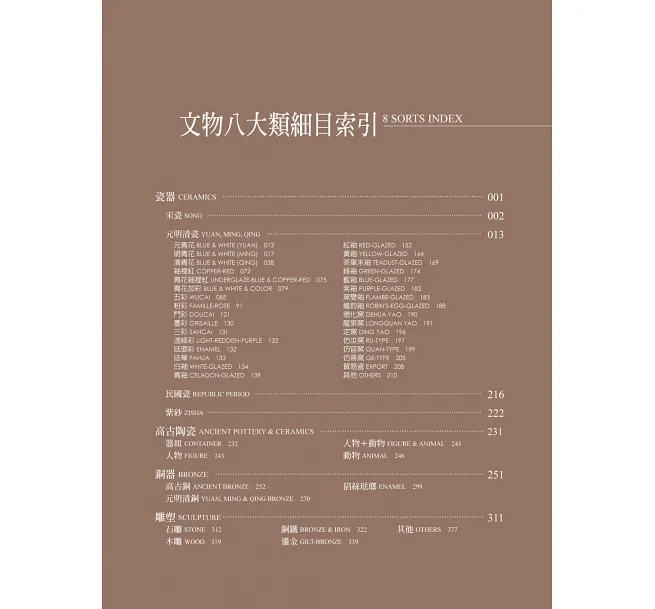 文物八大類細目索引 8 SORTS INDEX
瓷器 CERAMICS 001
宋瓷 SONG 002
元明清瓷 YUAN, MING, QING 013
元青花 BLUE & WHITE (YUAN) 013
明青花 BLUE & WHITE (MING) 017
清青花 BLUE & WHITE (QING) 038
釉裡紅 COPPER-RED 072
青花釉裡紅 UNDERGLAZE-BLUE & COPPER-RED 075
青花加彩 BLUE & WHITE & COLOR 079
五彩 WUCAI 085
粉彩 FAMILLE-ROSE 91
鬥彩 DOUCAI 121
墨彩 GRISAILLE 130
三彩 SANCAI 131
淺絳彩 LIGHT-REDDISH-PURPLE 132
琺瑯彩 ENAMEL 132
琺華 FAHUA 133
白釉 WHITE-GLAZED 134
青釉 CELADON-GLAZED 139
紅釉 RED-GLAZED 152
黃釉 YELLOW-GLAZED 164
茶葉末釉 TEADUST-GLAZED 169
綠釉 GREEN-GLAZED 174
藍釉 BLUE-GLAZED 177
紫釉 PURPLE-GLAZED 182
窯變釉 FLAMBE-GLAZED 183
爐鈞釉 ROBIN'S-EGG-GLAZED 188
德化窯 DEHUA YAO 190
龍泉窯 LONGQUAN YAO 191
定窯 DING YAO 196
仿汝窯 RU-TYPE 197
仿官窯 GUAN-TYPE 199
仿哥窯 GE-TYPE 205
貿易瓷 EXPORT 208
其他 OTHERS 210
民國瓷 REPUBLIC PERIOD 216
紫砂 ZISHA 222
高古陶瓷 ANCIENT POTTERY & CERAMICS 231
器皿 CONTAINER 232
人物 FIGURE 243
人物＋動物 FIGURE & ANIMAL 245
動物 ANIMAL 246
銅器 BRONZE 251
高古銅 ANCIENT BRONZE 252
元明清銅 YUAN, MING & QING BRONZE 270
掐絲琺瑯 ENAMEL 299
雕塑 SCULPTURE 311
石雕 STONE 312
木雕 WOOD 319
銅鐵 BRONZE & IRON 322
鎏金 GILT-BRONZE 339
其他 OTHERS 377